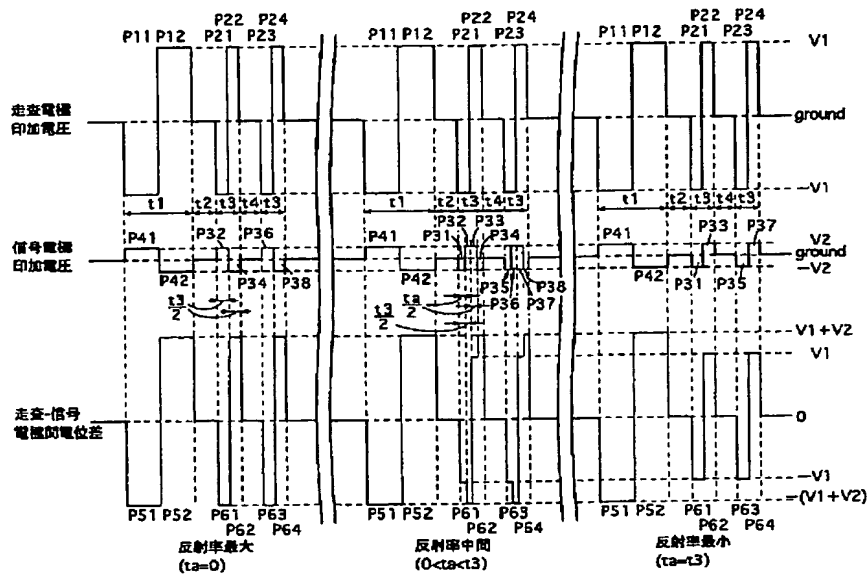 P22 P24
P11 P12 P21 P23
P22 P24
P11 P12 P21 P23
P22 P24
P11 P12 P21 P23
V1
走査電極
印加電圧
ground
−V1
t1 t2 t3 t4 t3
t1 t2 t3 t4 t3
t1 t2 t3 t4 t3
信号電極
印加電圧
P41 P32 P36
P42 P34 P38
t3/2
P41 P31 P32 P33 P34
P42 P35 P36 P37 P38
ta/2
t3/2
P41 P33 P37
P42 P31 P35
V2
ground
−V2
V1+V2
V1
走査-信号
電極間電位差
0
−V1
−(V1+V2)
P51 P52 P61 P63
P62 P64
P51 P52 P61 P63
P62 P64
P51 P52 P61 P63
P62 P64
反射率最大
(ta=0)
反射率中間
(0<ta<t3)
反射率最小
(ta=t3)